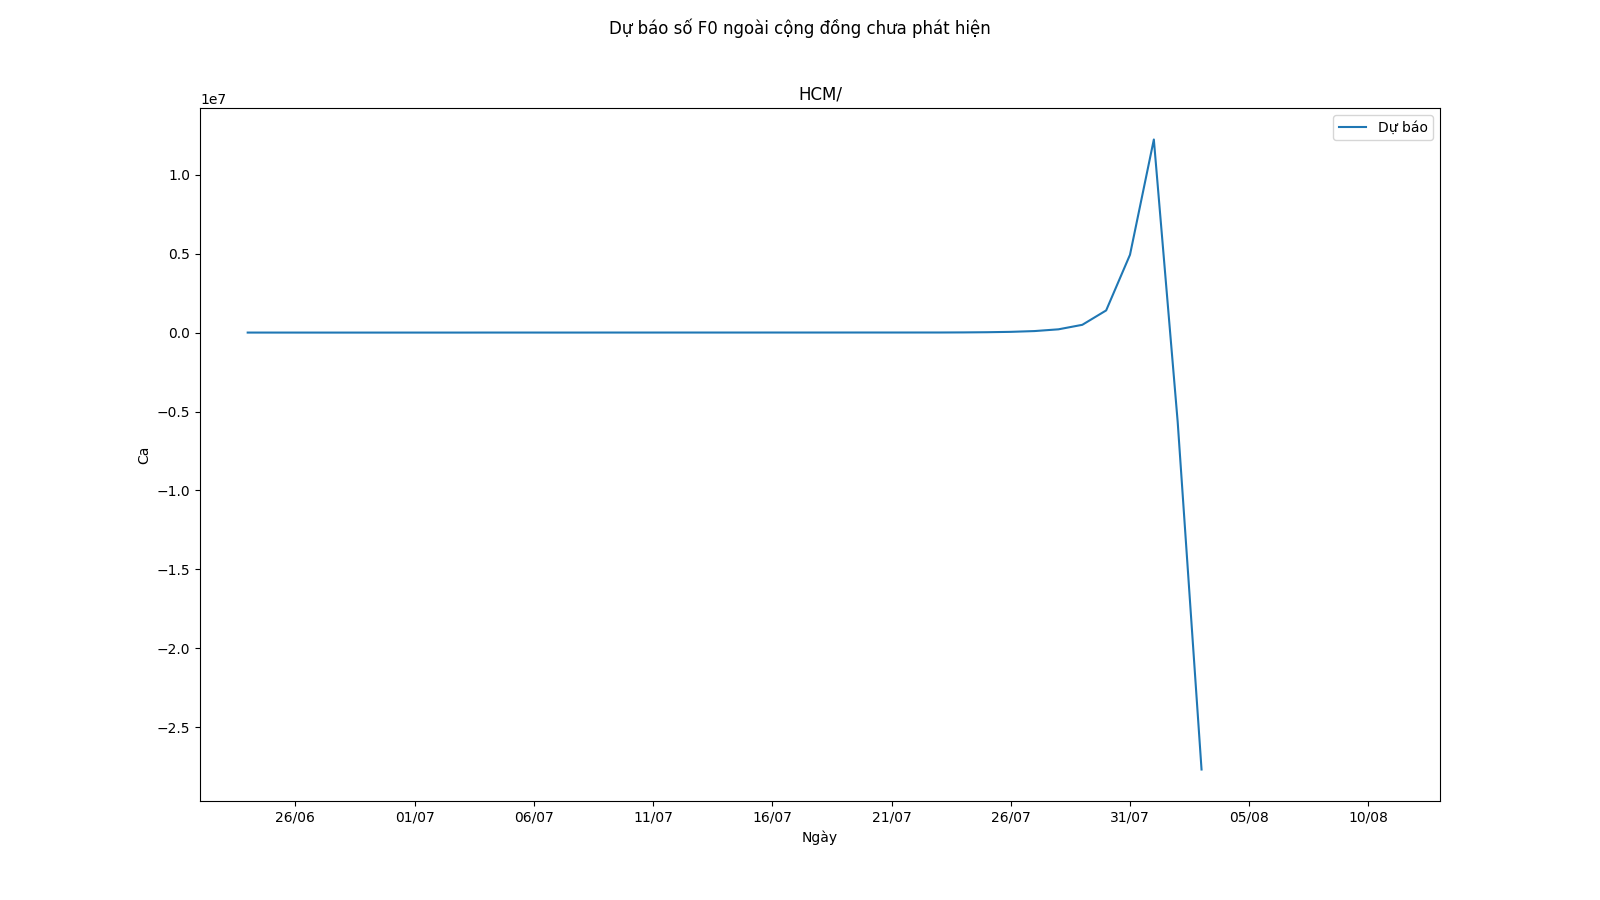 Dự báo số F0 ngoài cộng đồng chưa phát hiện
HCM/
1e7
Dự báo
1.0
0.5
0.0
−0.5
−1.0
−1.5
−2.0
−2.5
Ca
26/06 01/07 06/07 11/07 16/07 21/07 26/07 31/07 05/08 10/08
Ngày